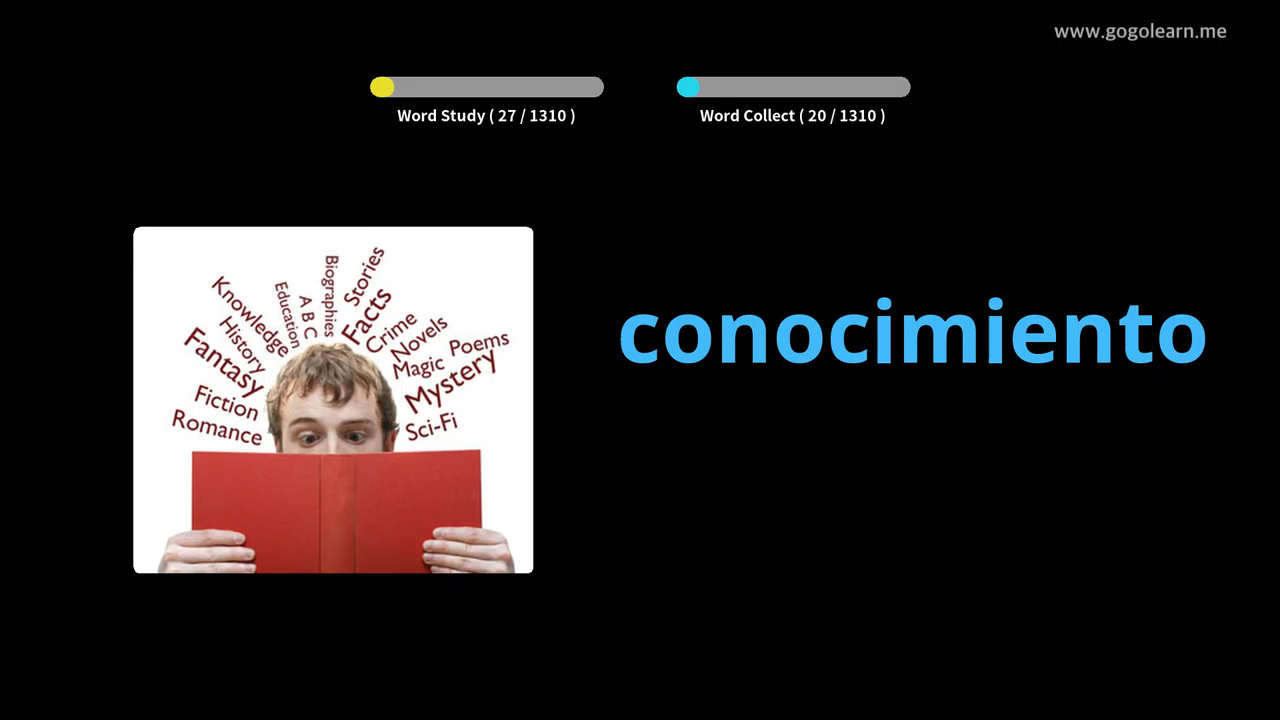 www.gogolearn.me
Word Study ( 27 / 1310 )
Word Collect ( 20 / 1310 )
conocimiento
Knowledge
Education
A B C
Biographies
Stories
Facts
Crime
Novels
Poems
History
Magic
Fantasy
Mystery
Fiction
Romance
Sci-Fi